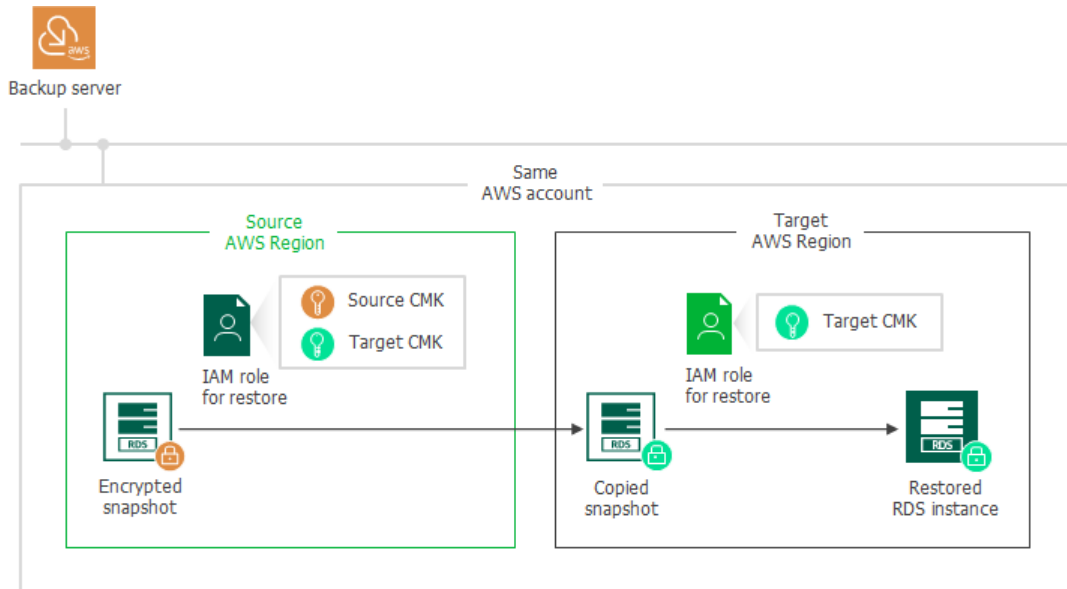 aws
Backup server
Same
AWS account
Source
AWS Region
Target
AWS Region
Source CMK
Target CMK
Target CMK
IAM role
for restore
IAM role
for restore
RDS
RDS
RDS
Encrypted
snapshot
Copied
snapshot
Restored
RDS instance